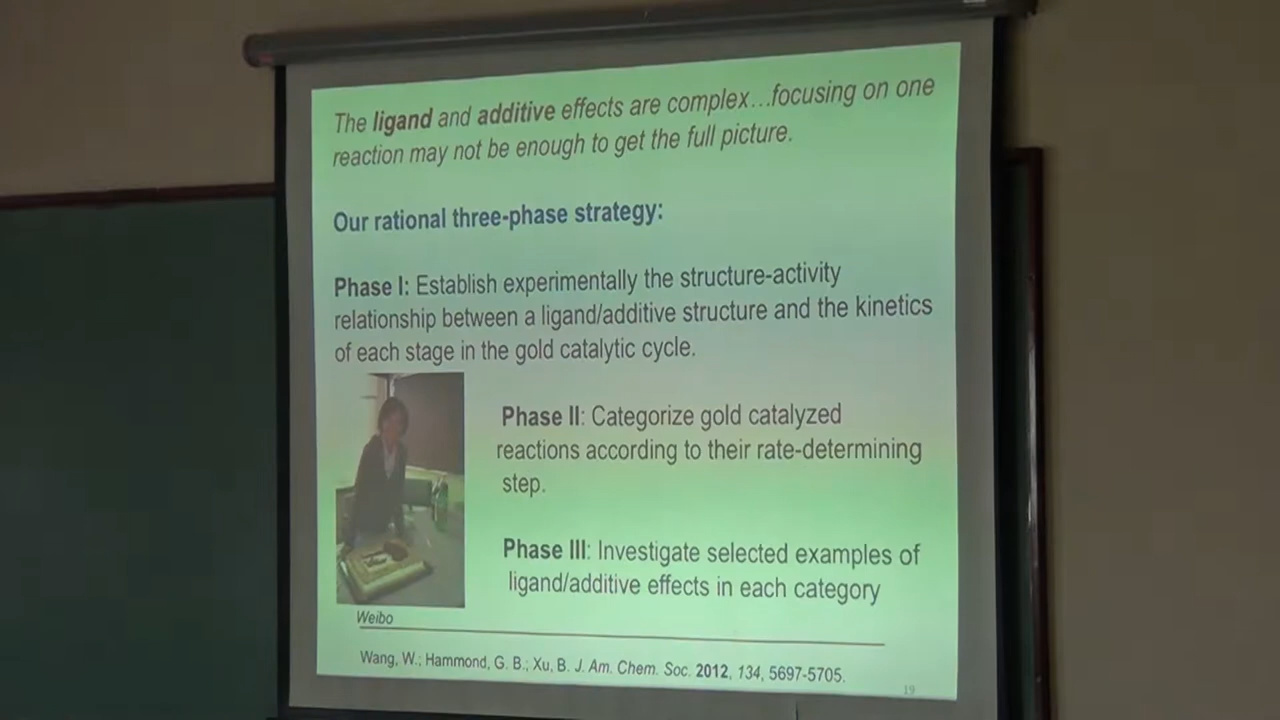 The ligand and additive effects are complex…focusing on one
reaction may not be enough to get the full picture.
Our rational three-phase strategy:
Phase I: Establish experimentally the structure-activity
relationship between a ligand/additive structure and the kinetics
of each stage in the gold catalytic cycle.
Phase II: Categorize gold catalyzed
reactions according to their rate-determining
step.
Phase III: Investigate selected examples of
ligand/additive effects in each category
Weibo
Wang, W.; Hammond, G. B.; Xu, B. J. Am. Chem. Soc. 2012, 134, 5697-5705.
19